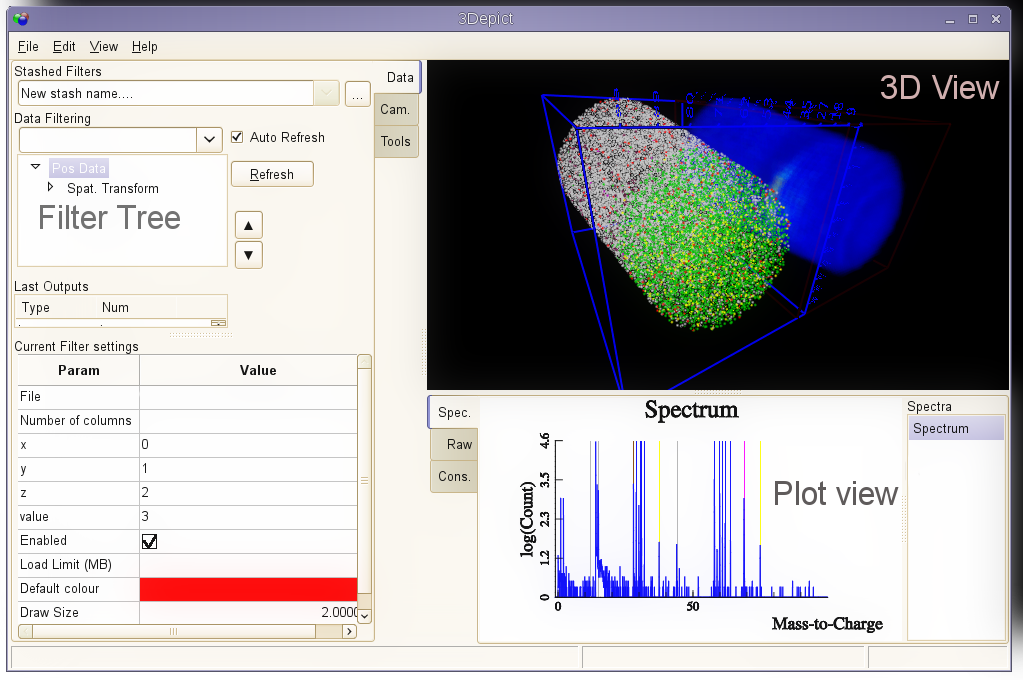 3Depict
File Edit View Help
Stashed Filters
New stash name....
...
Data Filtering
Auto Refresh
Pos Data
Spat. Transform
Filter Tree
Refresh
Last Outputs
Type Num
Current Filter settings
Param Value
File
Number of columns
x 0
y 1
z 2
value 3
Enabled
Load Limit (MB)
Default colour
Draw Size 2.0000
Data
Cam.
Tools
3D View
Spec.
Raw
Cons.
Spectrum
log(Count)
4.6
3.5
2.3
1.2
0
0 50
Mass-to-Charge
Plot view
Spectra
Spectrum